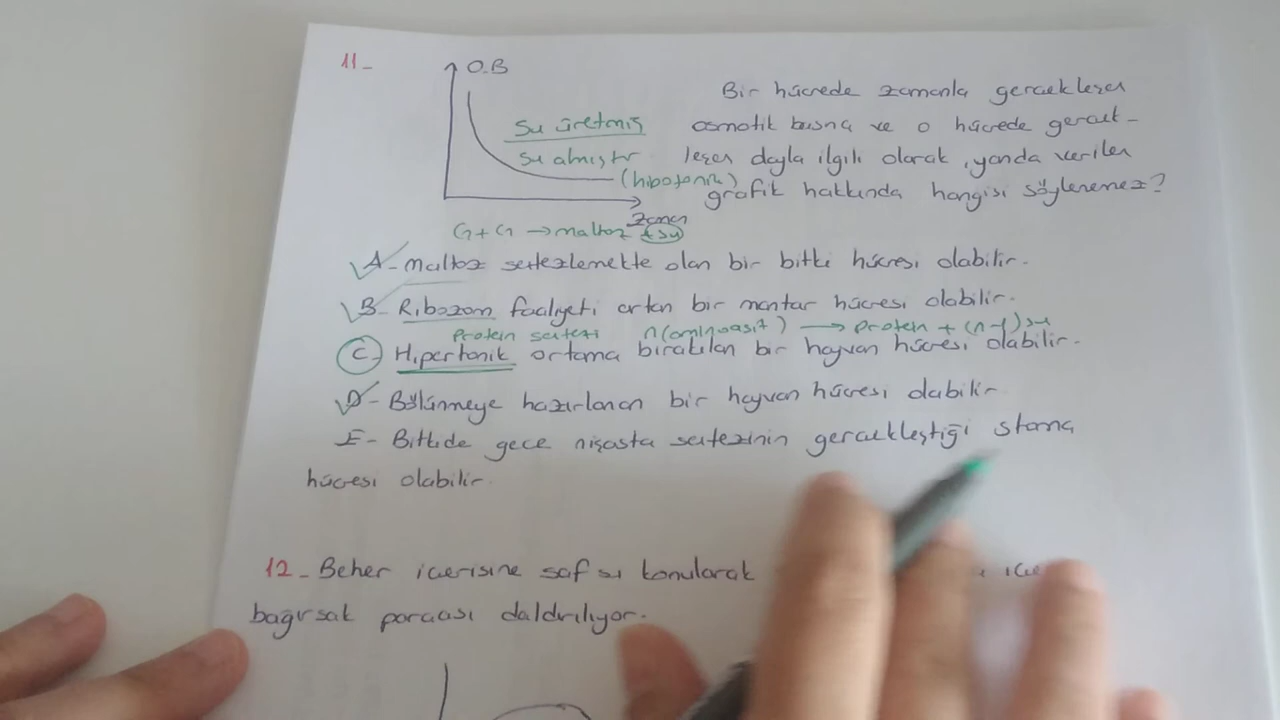 11-
O.B
Bir hücrede zamanla gerçekleşen
Su üretmiş
osmotik basınç ve o hücrede gerçek-
su almıştır
leşen olayla ilgili olarak, yanda verilen
(hipotonik)
grafik hakkında hangisi söylenemez?
Zaman
G+G → maltoz + su
A- Maltoz sentezlemekte olan bir bitki hücresi olabilir.
B- Ribozom faaliyeti artan bir mantar hücresi olabilir.
Protein sentezi n(aminoasit) → protein + (n-1) su
C- Hipertonik ortama bırakılan bir hayvan hücresi olabilir.
D- Bölünmeye hazırlanan bir hayvan hücresi olabilir.
E- Bitkide gece nişasta sentezinin gerçekleştiği stoma
hücresi olabilir.
12- Beher içerisine saf su konularak
bağırsak parçası daldırılıyor.